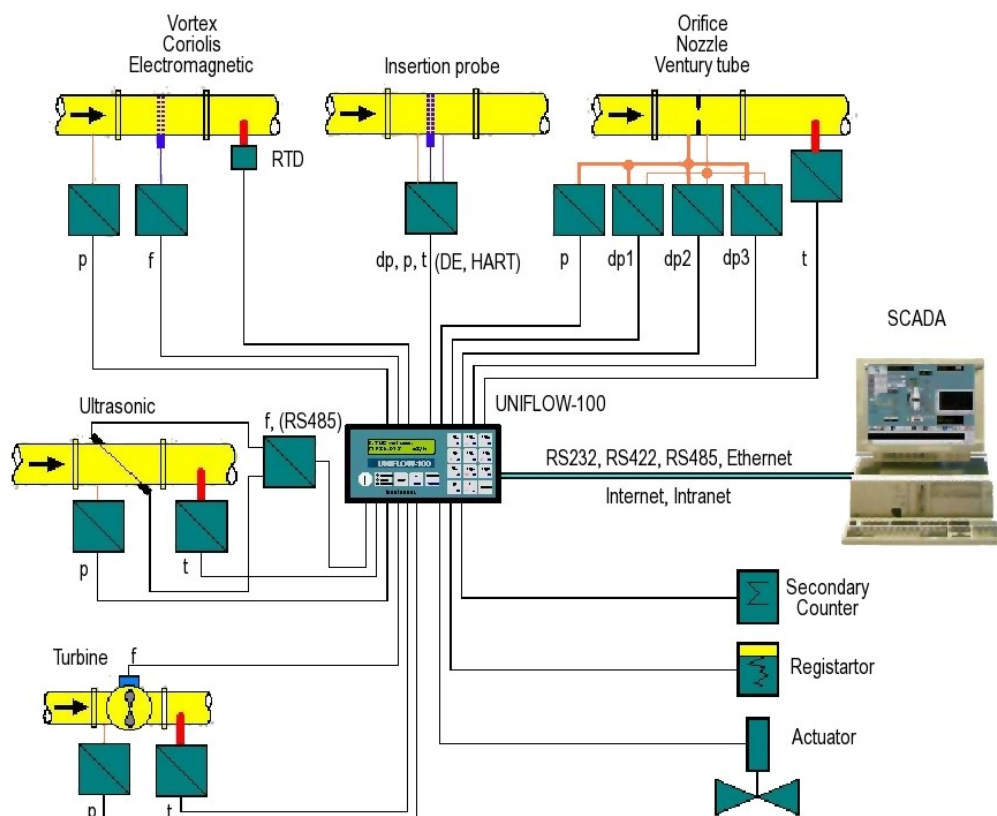 Vortex
Coriolis
Electromagnetic
Insertion probe
Orifice
Nozzle
Ventury tube
RTD
p
f
dp, p, t (DE, HART)
p
dp1
dp2
dp3
t
SCADA
UNIFLOW-100
Ultrasonic
f, (RS485)
UNIFLOW-100
RS232, RS422, RS485, Ethernet
Internet, Intranet
p
t
Secondary
Counter
Turbine
f
Registartor
Actuator
p
t